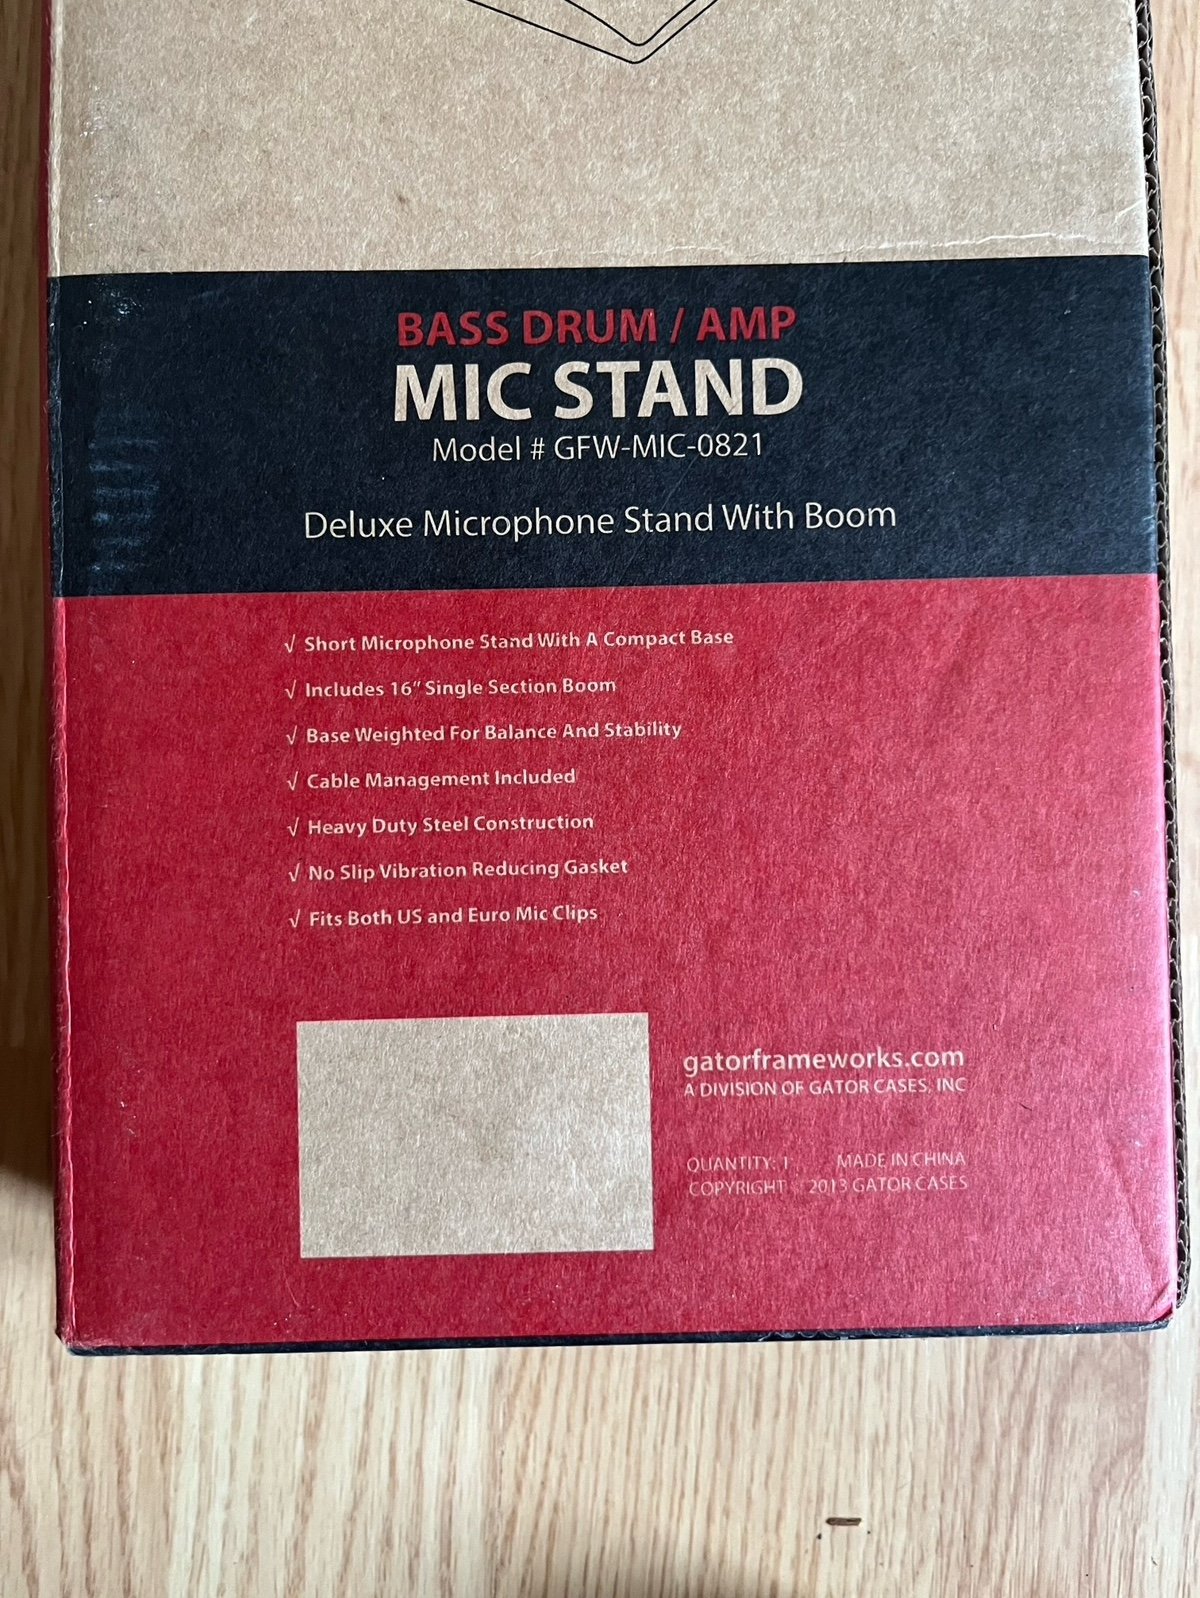 BASS DRUM / AMP
MIC STAND
Model # GFW-MIC-0821
Deluxe Microphone Stand With Boom
√ Short Microphone Stand With A Compact Base
√ Includes 16” Single Section Boom
√ Base Weighted For Balance And Stability
√ Cable Management Included
√ Heavy Duty Steel Construction
√ No Slip Vibration Reducing Gasket
√ Fits Both US and Euro Mic Clips
gatorframeworks.com
A DIVISION OF GATOR CASES, INC
QUANTITY: 1 MADE IN CHINA
COPYRIGHT : 2013 GATOR CASES